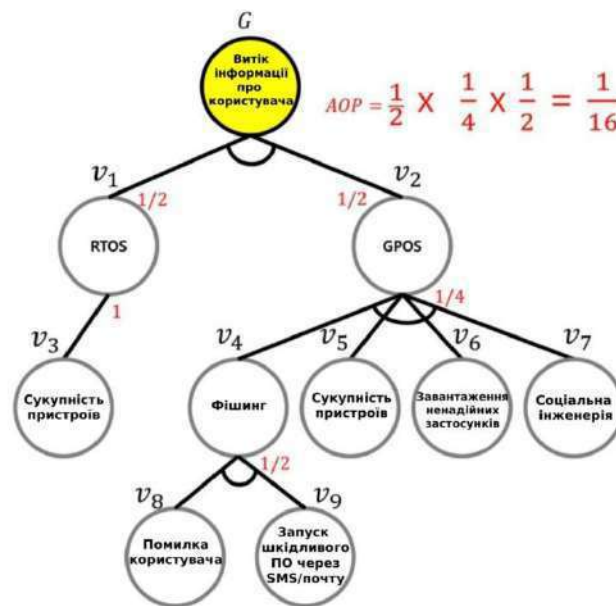 G
Витік
інформації
про
користувача
AOP = 1/2 X 1/4 X 1/2 = 1/16
v1
v2
1/2
1/2
RTOS
GPOS
1
1/4
v3
v4
v5
v6
v7
Сукупність
пристроїв
Фішинг
Сукупність
пристроїв
Завантаження
ненадійних
застосунків
Соціальна
інженерія
1/2
v8
v9
Помилка
користувача
Запуск
шкідливого
ПО через
SMS/почту